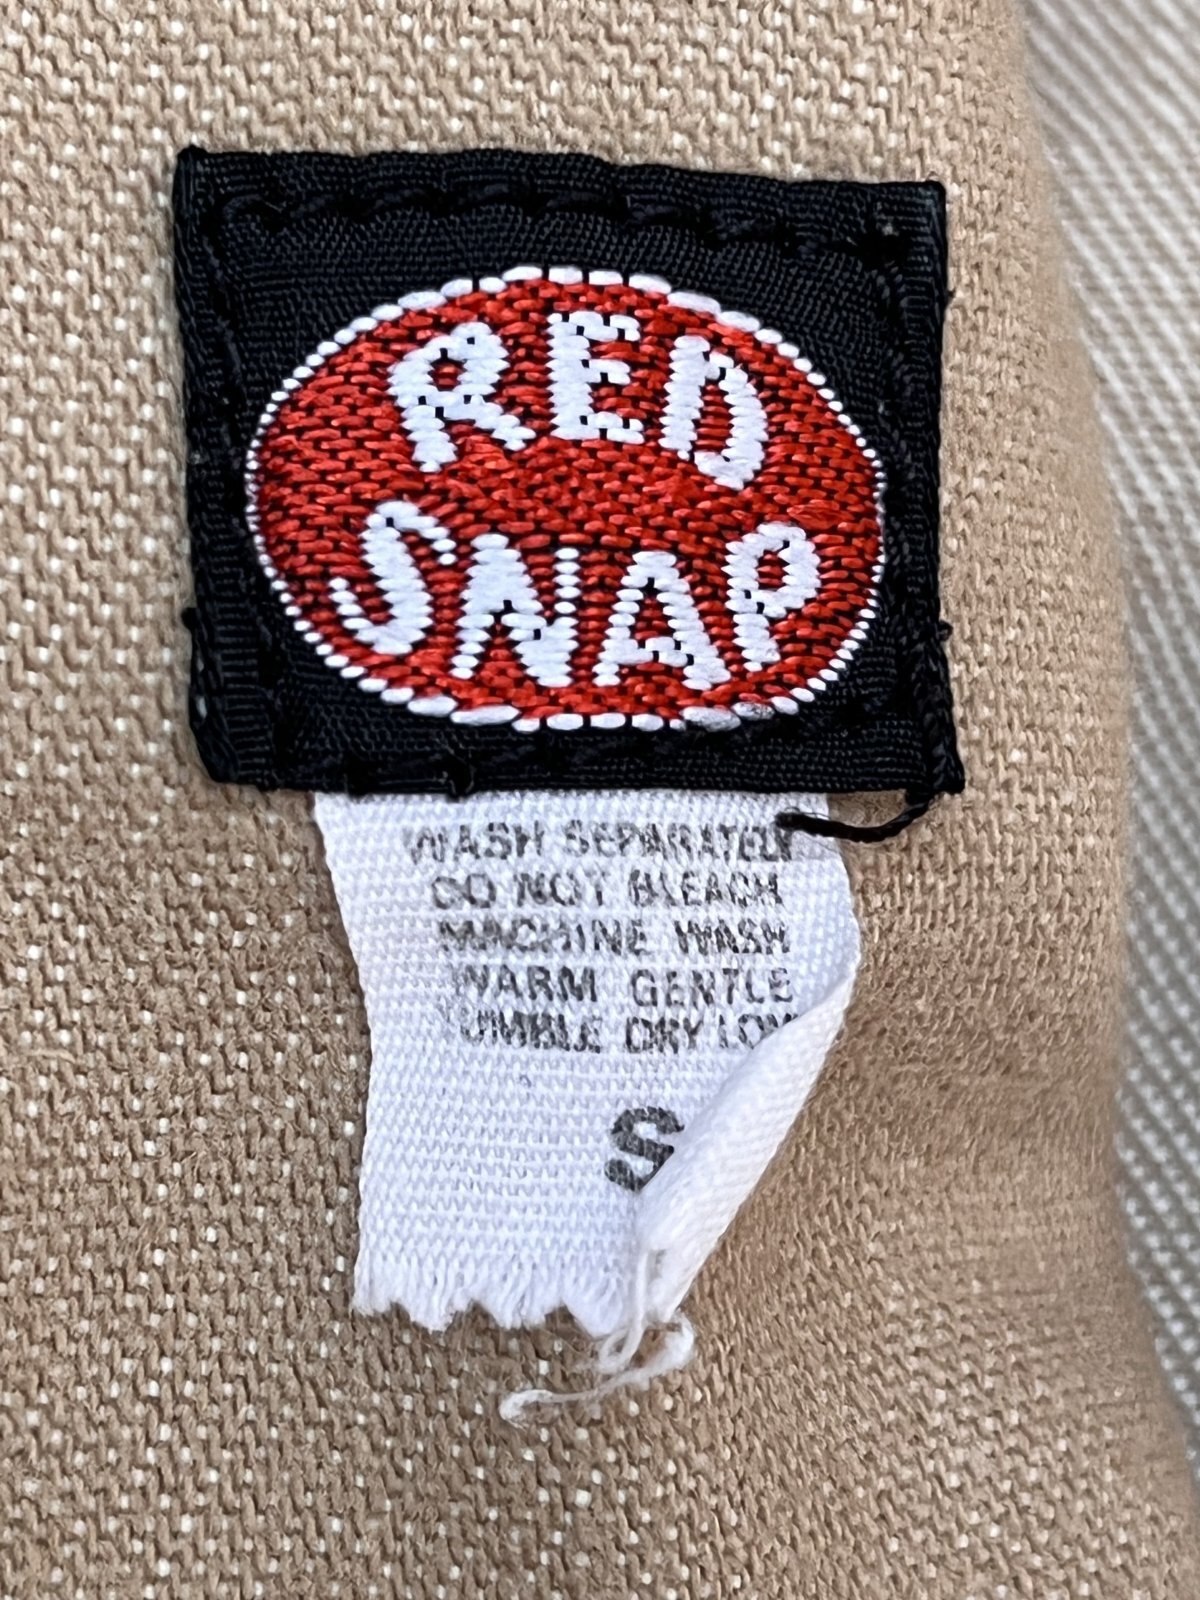 RED
SNAP
WASH SEPARATELY
DO NOT BLEACH
MACHINE WASH
WARM GENTLE
TUMBLE DRY LOW
S